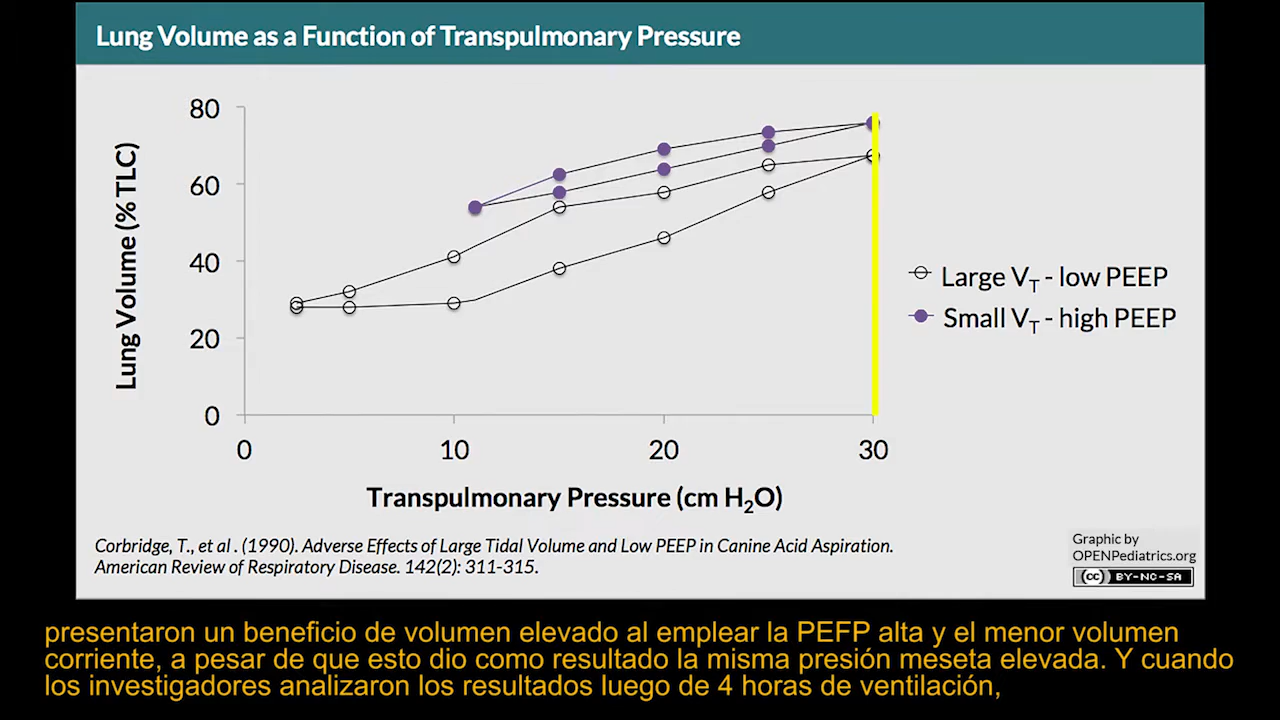 Lung Volume as a Function of Transpulmonary Pressure
80
60
40
20
0
Lung Volume (% TLC)
0 10 20 30
Transpulmonary Pressure (cm H₂O)
Large V_T - low PEEP
Small V_T - high PEEP
Corbridge, T., et al . (1990). Adverse Effects of Large Tidal Volume and Low PEEP in Canine Acid Aspiration.
American Review of Respiratory Disease. 142(2): 311-315.
Graphic by
OPENPediatrics.org
cc BY-NC-SA
presentaron un beneficio de volumen elevado al emplear la PEFP alta y el menor volumen
corriente, a pesar de que esto dio como resultado la misma presión meseta elevada. Y cuando
los investigadores analizaron los resultados luego de 4 horas de ventilación,